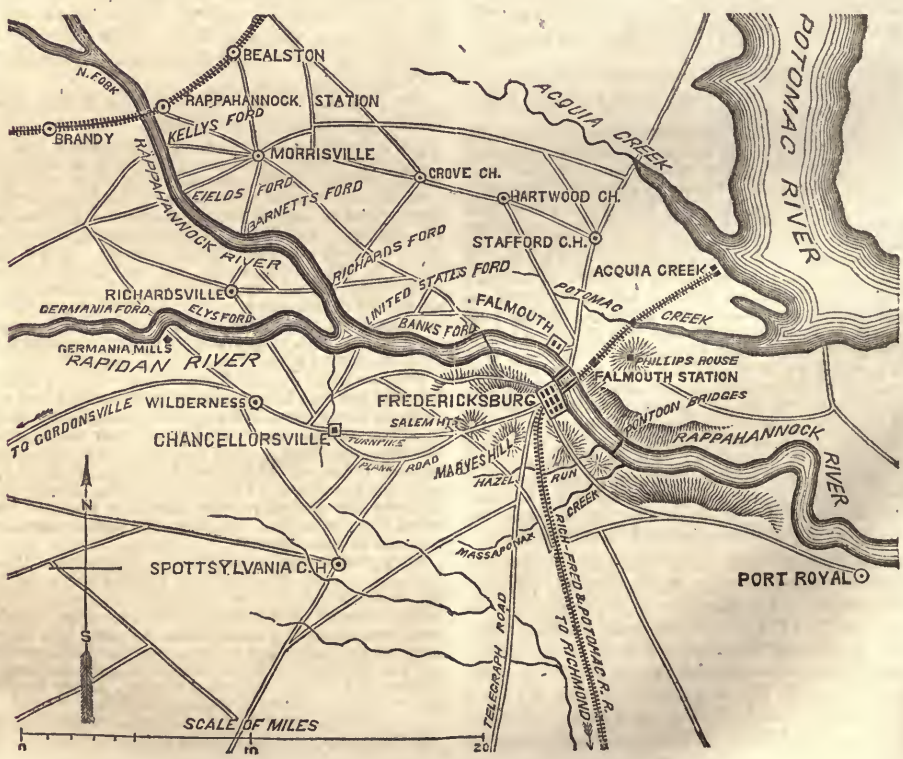 BEALSTON
N. FORK
RAPPAHANNOCK STATION
KELLYS FORD
BRANDY
MORRISVILLE
RAPPAHANNOCK RIVER
FIELDS FORD
BARNETTS FORD
GROVE CH.
HARTWOOD CH.
STAFFORD C.H.
ACQUIA CREEK
POTOMAC RIVER
RICHARDS FORD
UNITED STATES FORD
ACQUIA CREEK
POTOMAC CREEK
RICHARDSVILLE
GERMANIA FORD
ELYS FORD
BANKS FORD
FALMOUTH
GERMANIA MILLS
RAPIDAN RIVER
PHILLIPS HOUSE
FALMOUTH STATION
WILDERNESS
FREDERICKSBURG
PONTOON BRIDGES
TO GORDONSVILLE
SALEM HTS
CHANCELLORSVILLE
TURNPIKE
PLANK ROAD
MARYES HILL
HAZEL RUN
RAPPAHANNOCK RIVER
MASSAPONAX CREEK
N
SPOTTSYLVANIA C.H.
PORT ROYAL
TELEGRAPH ROAD
RICH-FRED & POTOMAC R.R.
TO RICHMOND
S
SCALE OF MILES
0 10 20